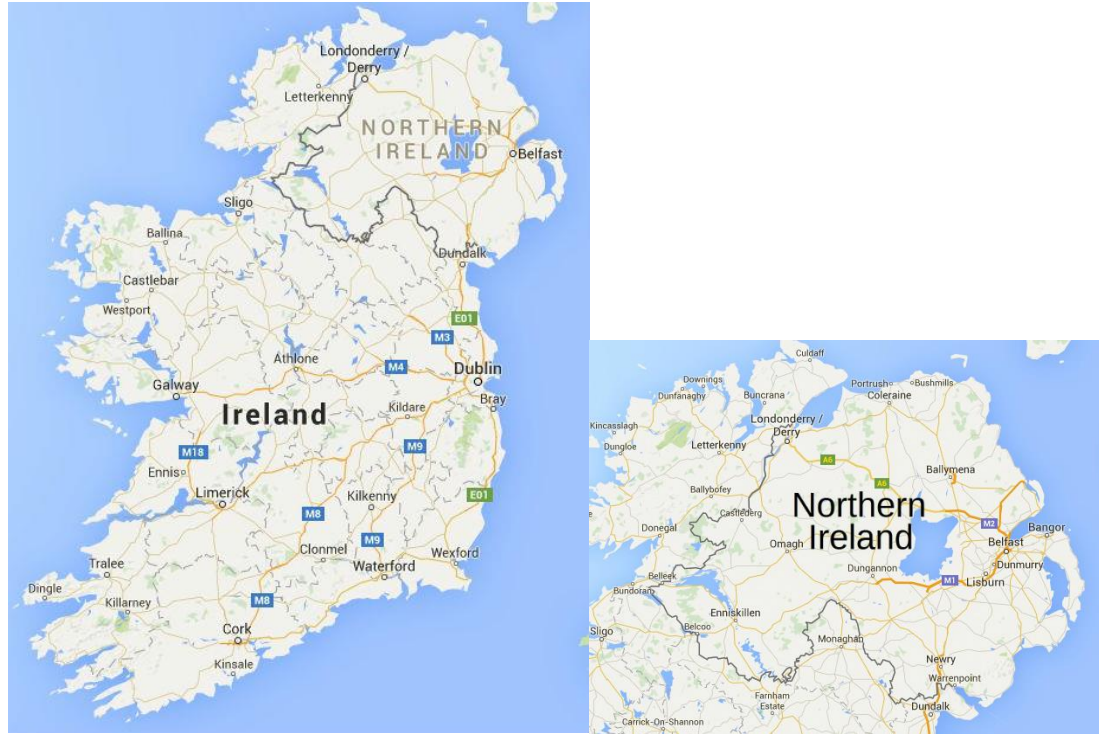 Londonderry /
Derry
Letterkenny
NORTHERN
IRELAND
Belfast
Sligo
Ballina
Dundalk
Castlebar
Westport
E01
M3
Athlone
M4
Dublin
Galway
Bray
Kildare
Ireland
M9
M18
Ennis
Limerick
Kilkenny
E01
M8
M9
Clonmel
Wexford
Waterford
Tralee
Dingle
Killarney
M8
Cork
Kinsale
Culdaff
Downings
Dunfanaghy
Buncrana
Portrush
Bushmills
Coleraine
Kincasslagh
Dungloe
Londonderry /
Derry
Letterkenny
A6
A6
Ballymena
Ballybofey
Castlederg
Northern
Ireland
M2
Bangor
Donegal
Omagh
Belfast
Dunmurry
Dungannon
M1
Lisburn
Belleek
Bundoran
Enniskillen
Belcoo
Sligo
Monaghan
Newry
Warrenpoint
Farnham
Estate
Dundalk
Carrick-On-Shannon